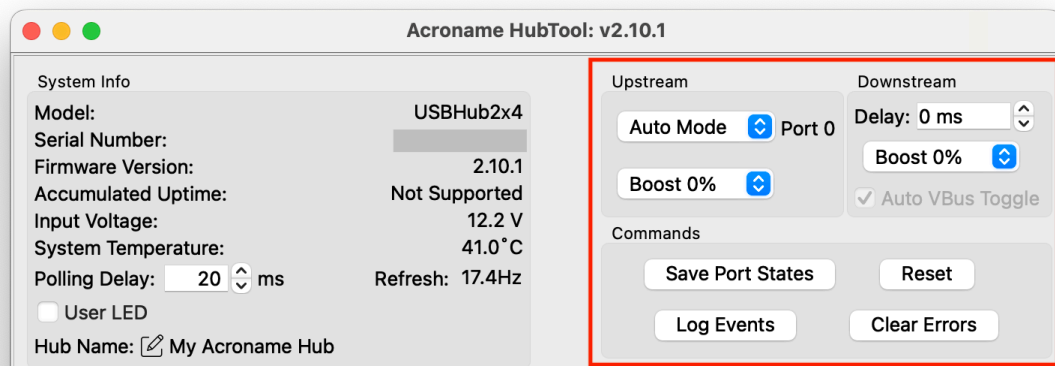 Acroname HubTool: v2.10.1
System Info
Model: USBHub2x4
Serial Number:
Firmware Version: 2.10.1
Accumulated Uptime: Not Supported
Input Voltage: 12.2 V
System Temperature: 41.0°C
Polling Delay: 20 ms Refresh: 17.4Hz
User LED
Hub Name: My Acroname Hub
Upstream
Auto Mode Port 0
Boost 0%
Downstream
Delay: 0 ms
Boost 0%
Auto VBus Toggle
Commands
Save Port States Reset
Log Events Clear Errors